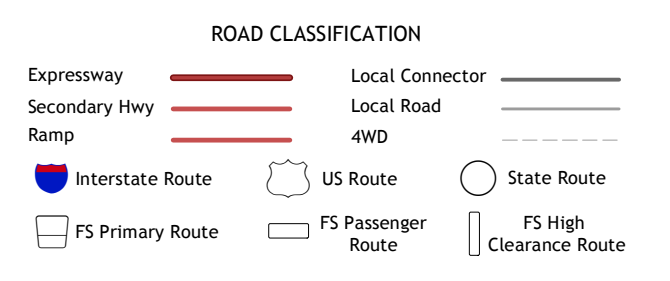 ROAD CLASSIFICATION
Expressway
Local Connector
Secondary Hwy
Local Road
Ramp
4WD
Interstate Route
US Route
State Route
FS Primary Route
FS Passenger
Route
FS High
Clearance Route